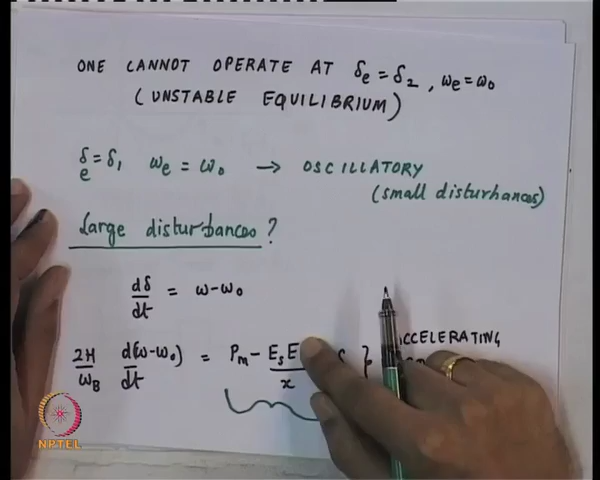 ONE CANNOT OPERATE AT δe = δ2, ωe = ω0
(UNSTABLE EQUILIBRIUM)
δe = δ1 ωe = ω0 → OSCILLATORY
(small disturbances)
Large disturbances?
dδ/dt = ω-ω0
2H/ωB d(ω-ω0)/dt = Pm - EsE /x
NPTEL